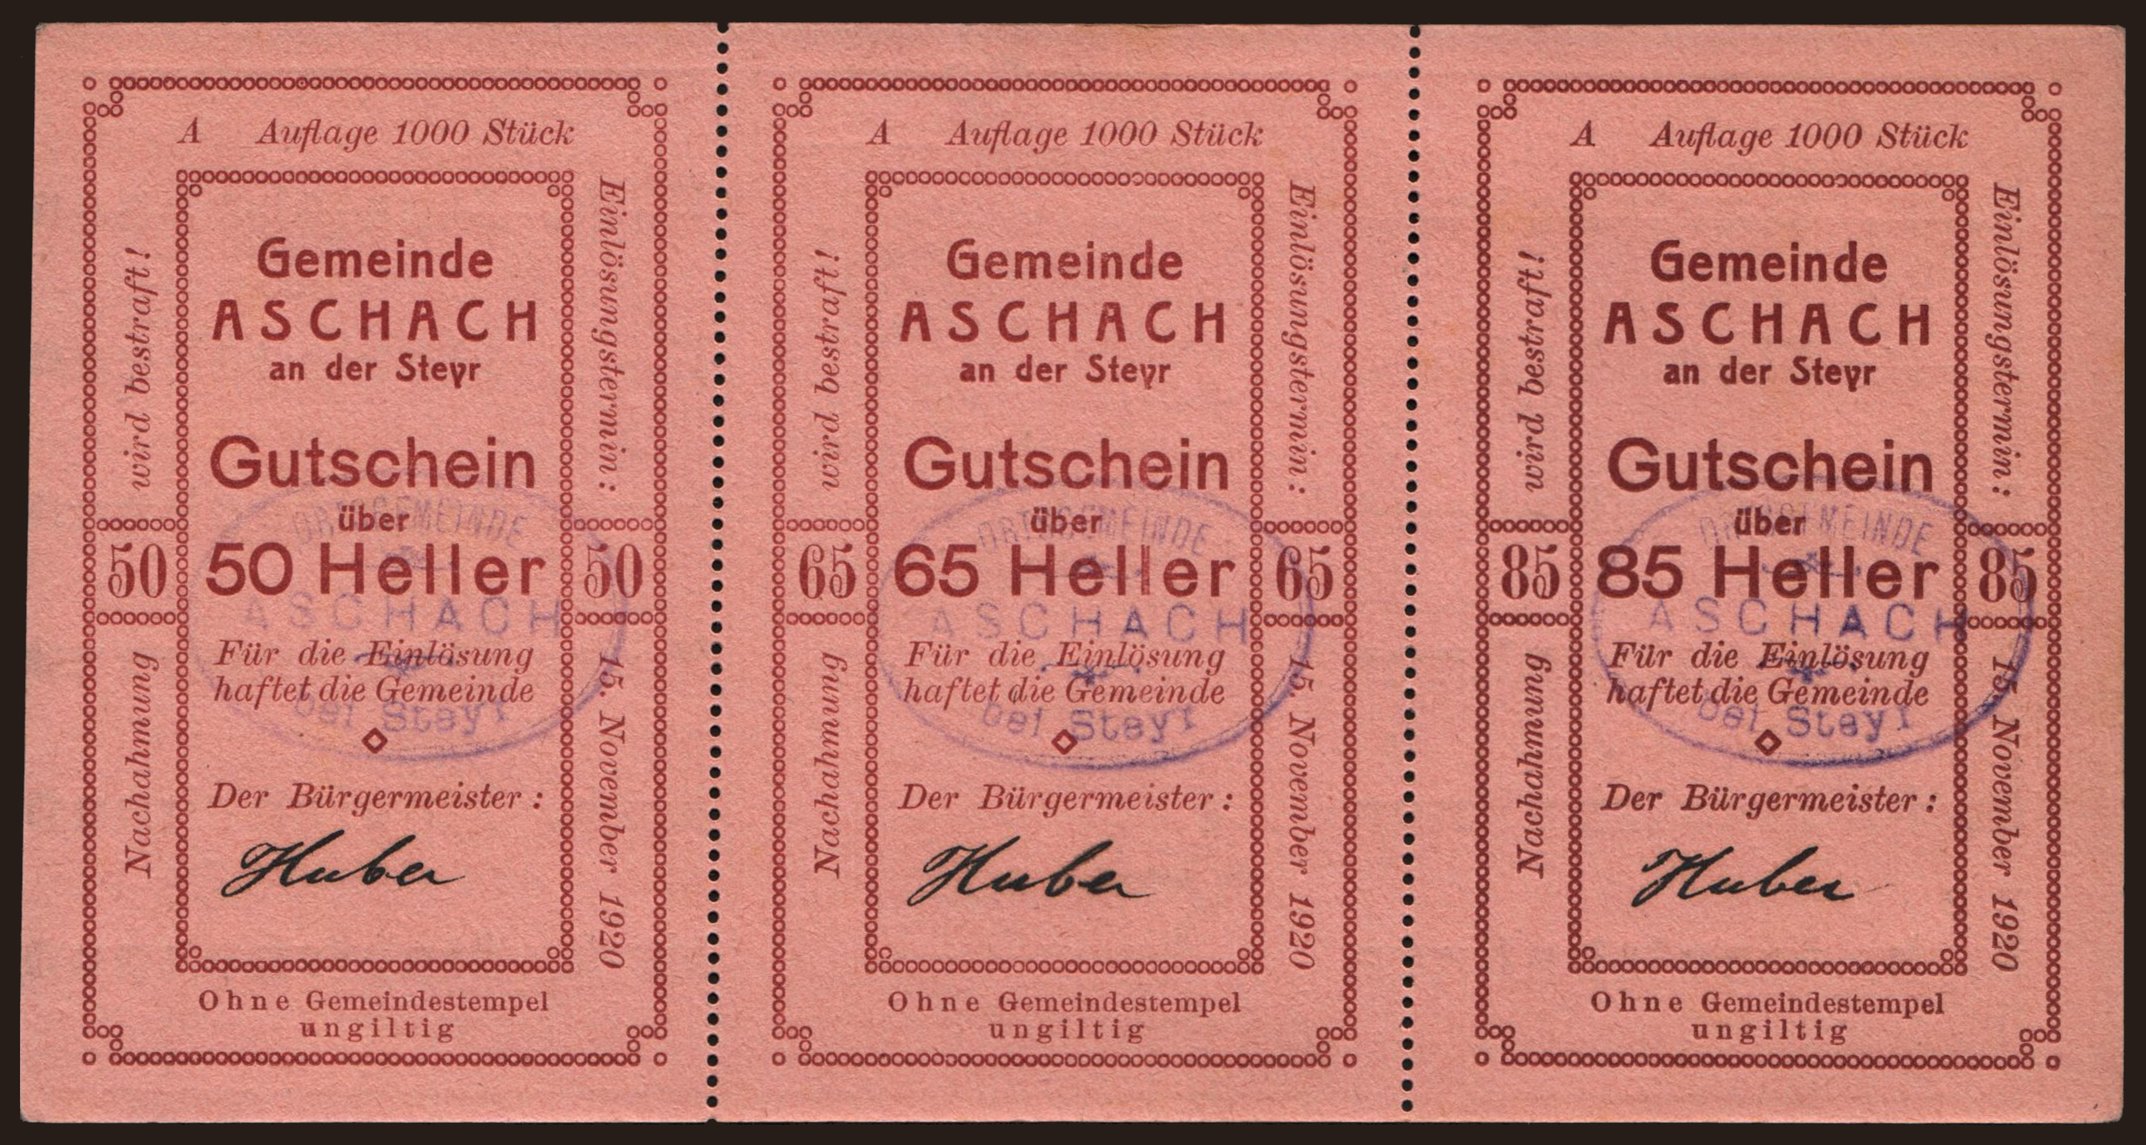 A Auflage 1000 Stück
Gemeinde
ASCHACH
an der Steyr
Gutschein
über
50 Heller
Für die Einlösung
haftet die Gemeinde
Der Bürgermeister:
Huber
Ohne Gemeindestempel
ungiltig
Nachahmung 50 wird bestraft!
Einlösungstermin: 50 15. November 1920
ORTSGEMEINDE
ASCHACH
bei Steyr
A Auflage 1000 Stück
Gemeinde
ASCHACH
an der Steyr
Gutschein
über
65 Heller
Für die Einlösung
haftet die Gemeinde
Der Bürgermeister:
Huber
Ohne Gemeindestempel
ungiltig
Nachahmung 65 wird bestraft!
Einlösungstermin: 65 15. November 1920
ORTSGEMEINDE
ASCHACH
bei Steyr
A Auflage 1000 Stück
Gemeinde
ASCHACH
an der Steyr
Gutschein
über
85 Heller
Für die Einlösung
haftet die Gemeinde
Der Bürgermeister:
Huber
Ohne Gemeindestempel
ungiltig
Nachahmung 85 wird bestraft!
Einlösungstermin: 85 15. November 1920
ORTSGEMEINDE
ASCHACH
bei Steyr